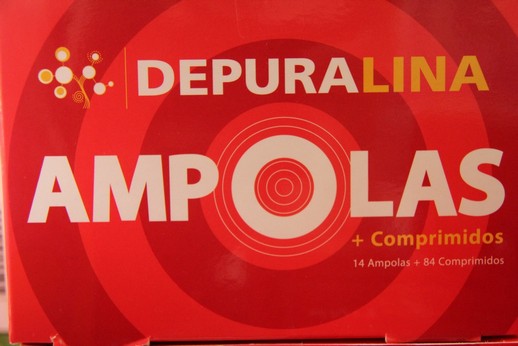 DEPURALINA
AMPOLAS
+ Comprimidos
14 Ampolas + 84 Comprimidos